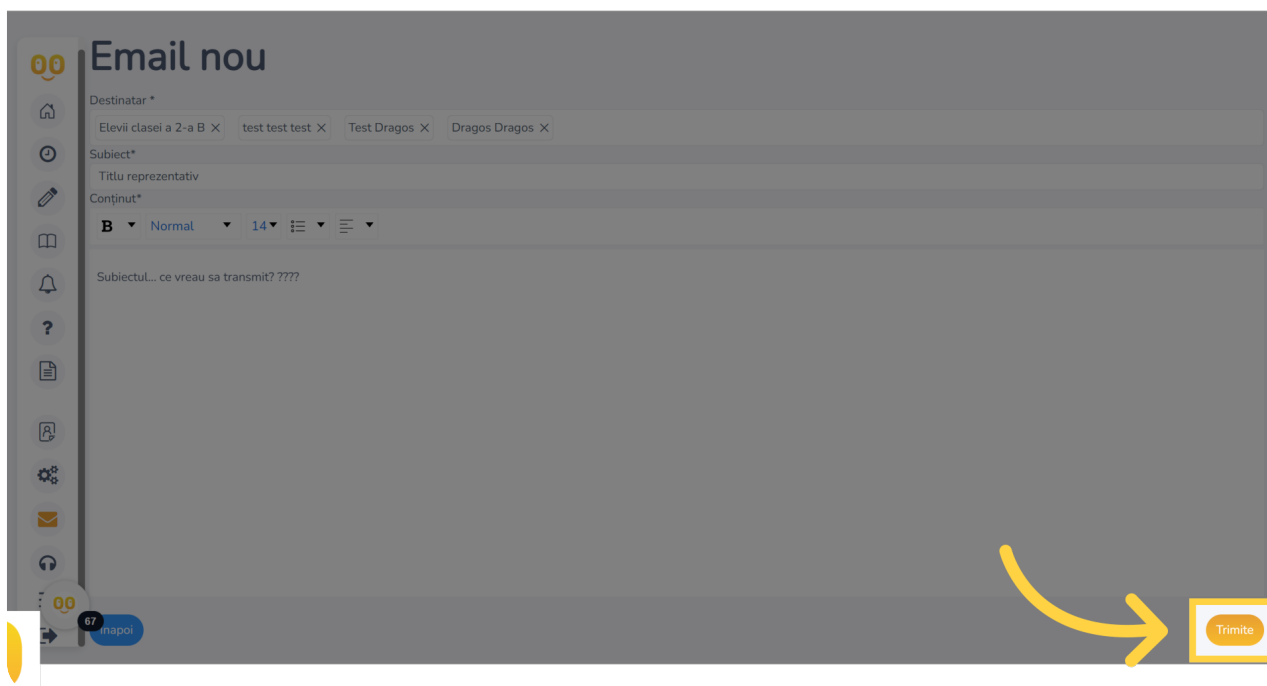 Email nou
Destinatar *
Elevii clasei a 2-a B test test test Test Dragos Dragos Dragos
Subiect*
Titlu reprezentativ
Conținut*
B Normal 14
Subiectul... ce vreau sa transmit? ????
67
Inapoi
Trimite